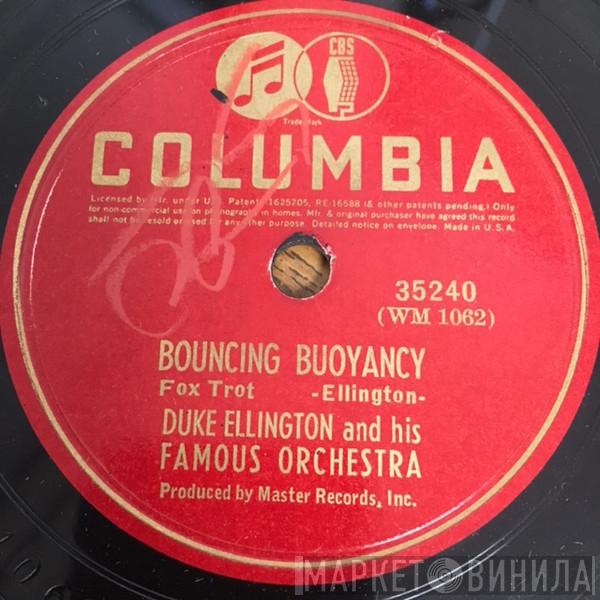 CBS
Trade Mark
COLUMBIA
Licensed by Mfr. under U.S. Patents 1625705, RE-16588 (& other patents pending.) Only
for non-commercial use on phonographs in homes. Mfr. & original purchaser have agreed this record
shall not be resold or used for any other purpose. Detailed notice on envelope. Made in U.S.A.
35240
(WM 1062)
BOUNCING BUOYANCY
Fox Trot -Ellington-
DUKE ELLINGTON and his
FAMOUS ORCHESTRA
Produced by Master Records, Inc.
МАРКЕТ ВИНИЛА